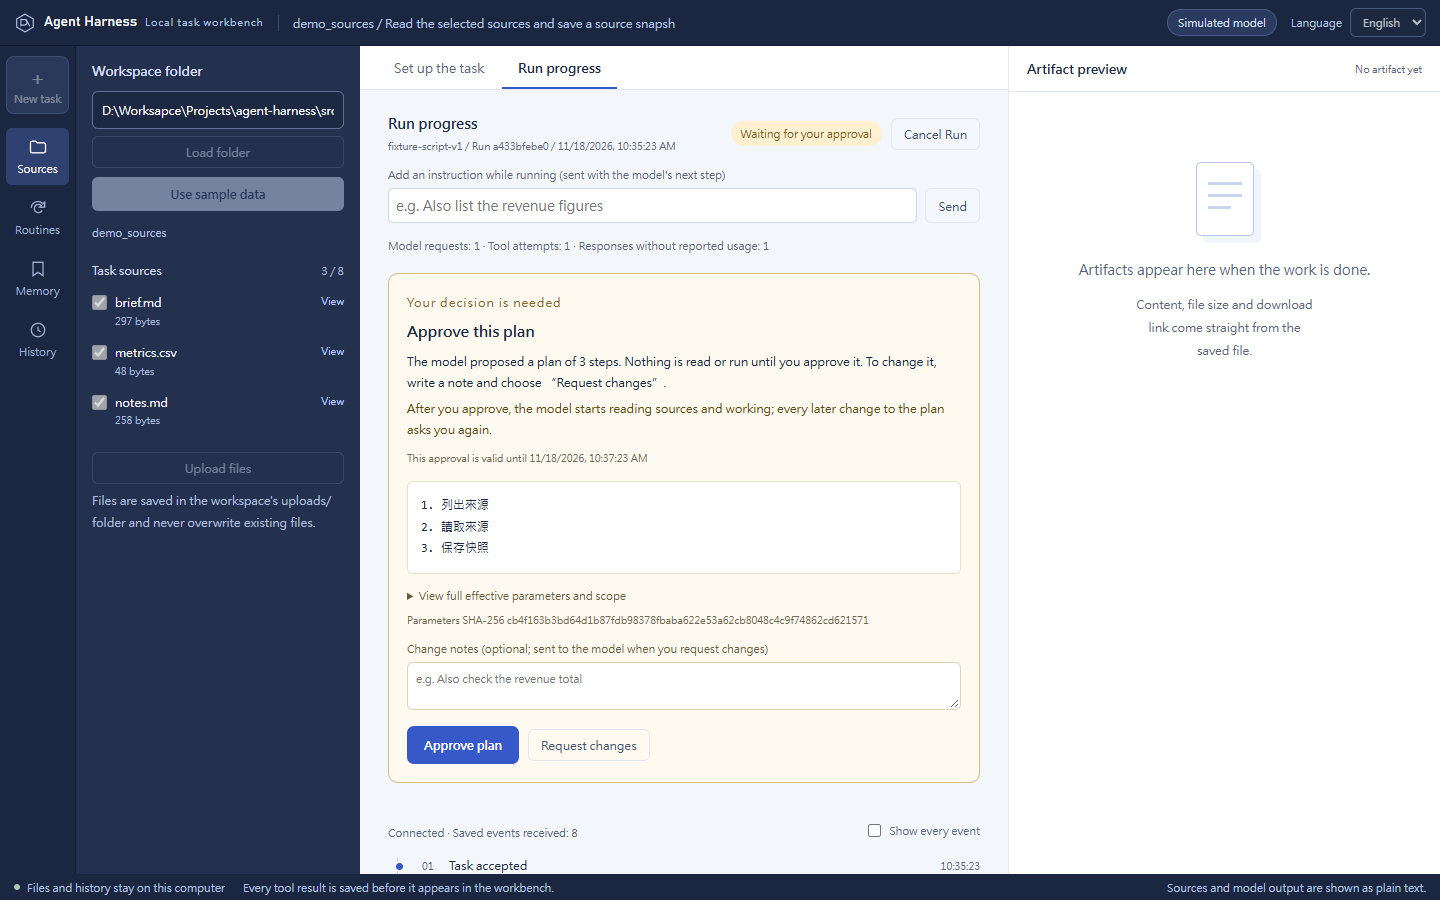 Agent Harness Local task workbench
demo_sources / Read the selected sources and save a source snapsh
Simulated model
Language
English
New task
Sources
Routines
Memory
History
Workspace folder
D:\Worksapce\Projects\agent-harness\src
Load folder
Use sample data
demo_sources
Task sources 3 / 8
brief.md View
297 bytes
metrics.csv View
48 bytes
notes.md View
258 bytes
Upload files
Files are saved in the workspace's uploads/
folder and never overwrite existing files.
Set up the task
Run progress
Run progress
fixture-script-v1 / Run a433bfebe0 / 11/18/2026, 10:35:23 AM
Waiting for your approval
Cancel Run
Add an instruction while running (sent with the model's next step)
e.g. Also list the revenue figures
Send
Model requests: 1 · Tool attempts: 1 · Responses without reported usage: 1
Your decision is needed
Approve this plan
The model proposed a plan of 3 steps. Nothing is read or run until you approve it. To change it,
write a note and choose “Request changes”.
After you approve, the model starts reading sources and working; every later change to the plan
asks you again.
This approval is valid until 11/18/2026, 10:37:23 AM
1. 列出來源
2. 讀取來源
3. 保存快照
View full effective parameters and scope
Parameters SHA-256 cb4f163b3bd64d1b87fdb98378fbaba622e53a62cb8048c4c9f74862cd621571
Change notes (optional; sent to the model when you request changes)
e.g. Also check the revenue total
Approve plan
Request changes
Connected · Saved events received: 8
Show every event
01 Task accepted 10:35:23
Artifact preview
No artifact yet
Artifacts appear here when the work is done.
Content, file size and download
link come straight from the
saved file.
Files and history stay on this computer
Every tool result is saved before it appears in the workbench.
Sources and model output are shown as plain text.